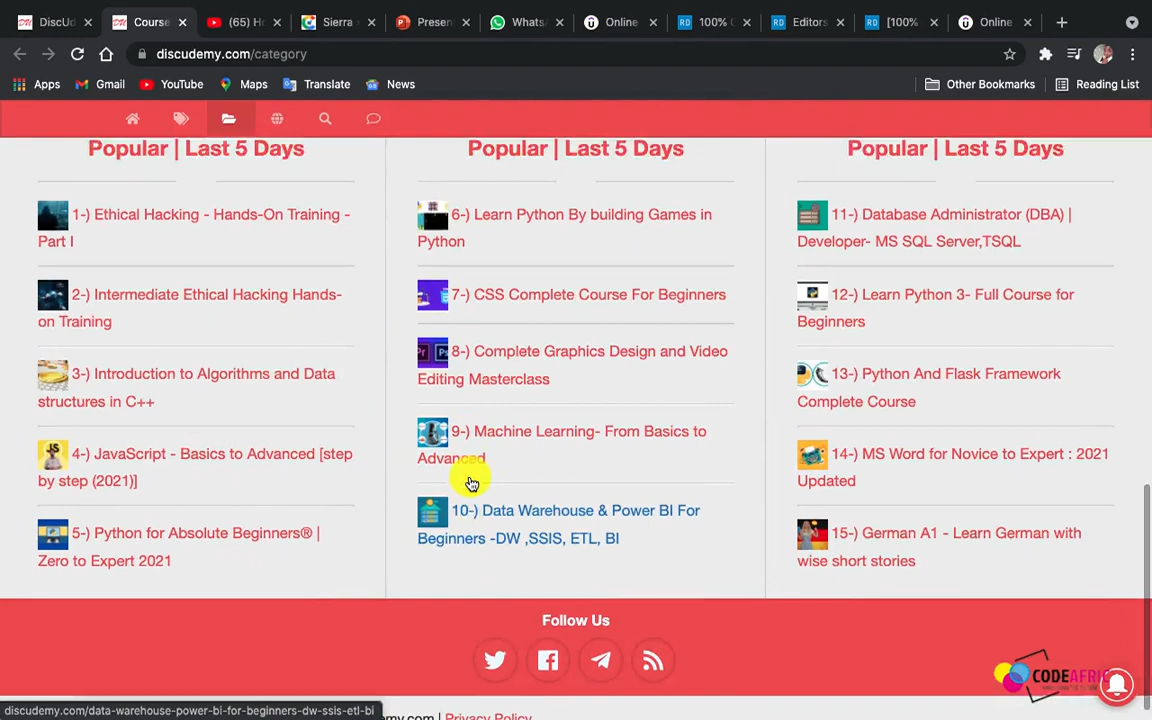 DiscUd
Course
(65) Ho
Sierra
Presen
Whats
Online
100%
Editors
[100%
Online
discudemy.com/category
Apps
Gmail
YouTube
Maps
Translate
News
Other Bookmarks
Reading List
Popular | Last 5 Days
1-) Ethical Hacking - Hands-On Training -
Part I
2-) Intermediate Ethical Hacking Hands-
on Training
3-) Introduction to Algorithms and Data
structures in C++
4-) JavaScript - Basics to Advanced [step
by step (2021)]
5-) Python for Absolute Beginners® |
Zero to Expert 2021
Popular | Last 5 Days
6-) Learn Python By building Games in
Python
7-) CSS Complete Course For Beginners
8-) Complete Graphics Design and Video
Editing Masterclass
9-) Machine Learning- From Basics to
Advanced
10-) Data Warehouse & Power BI For
Beginners -DW ,SSIS, ETL, BI
Popular | Last 5 Days
11-) Database Administrator (DBA) |
Developer- MS SQL Server,TSQL
12-) Learn Python 3- Full Course for
Beginners
13-) Python And Flask Framework
Complete Course
14-) MS Word for Novice to Expert : 2021
Updated
15-) German A1 - Learn German with
wise short stories
Follow Us
CODEAFRI
discudemy.com/data-warehouse-power-bi-for-beginners-dw-ssis-etl-bi
emy.com | Privacy Policy